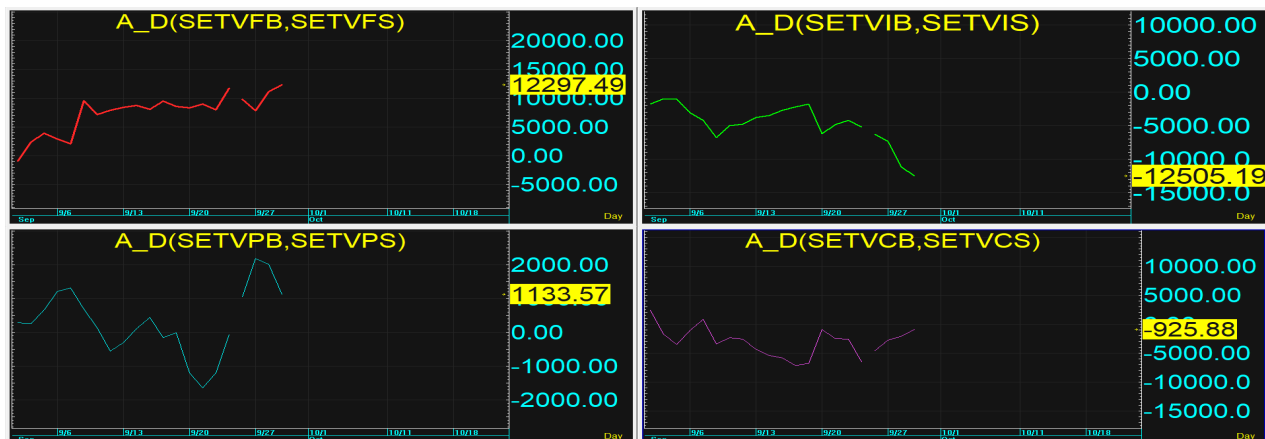 A_D(SETVFB,SETVFS)
20000.00
15000.00
12297.49
10000.00
5000.00
0.00
-5000.00
9/6 9/13 9/20 9/27 10/1 10/11 10/18
Sep Oct Day
A_D(SETVIB,SETVIS)
10000.00
5000.00
0.00
-5000.00
-10000.0
-12505.19
-15000.0
9/6 9/13 9/20 9/27 10/1 10/11
Sep Oct Day
A_D(SETVPB,SETVPS)
2000.00
1133.57
0.00
-1000.00
-2000.00
9/6 9/13 9/20 9/27 10/1 10/11 10/18
Oct Day
A_D(SETVCB,SETVCS)
10000.00
5000.00
-925.88
-5000.00
-10000.0
-15000.0
9/6 9/13 9/20 9/27 10/1 10/11 10/18
Oct Day